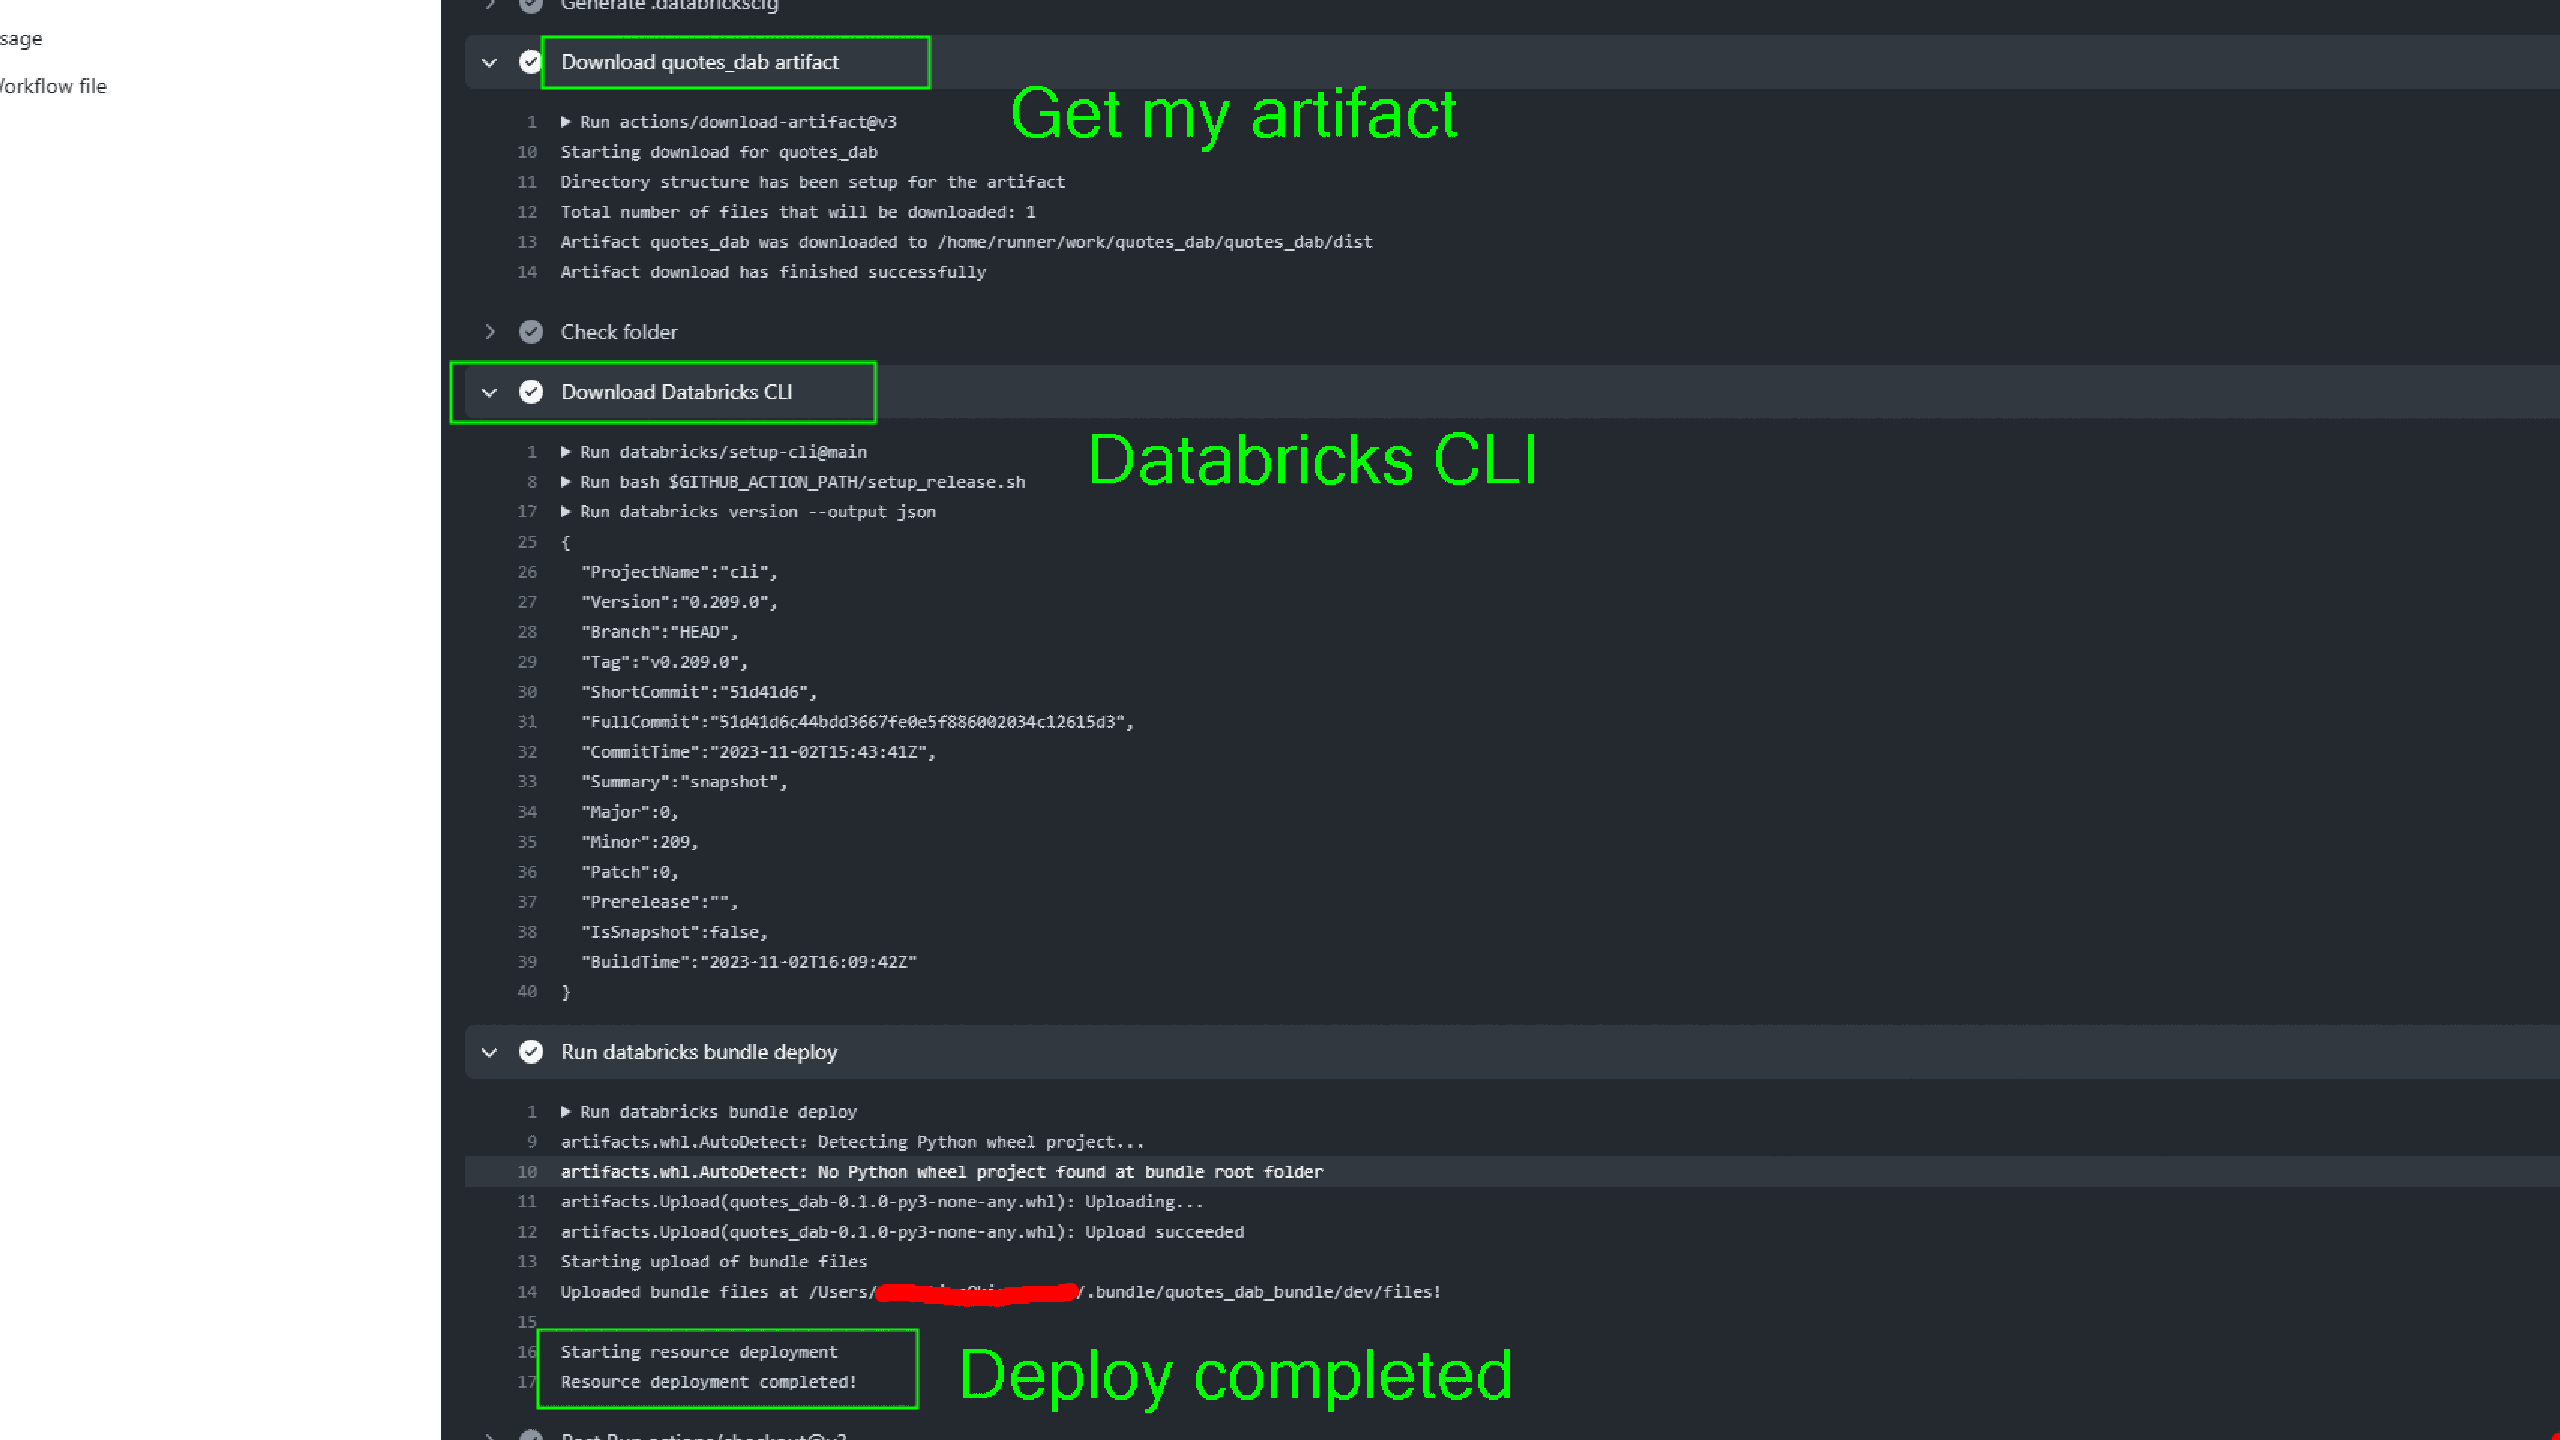 sage
Workflow file
Generate .databrickscfg
Download quotes_dab artifact
Get my artifact
1 Run actions/download-artifact@v3
10 Starting download for quotes_dab
11 Directory structure has been setup for the artifact
12 Total number of files that will be downloaded: 1
13 Artifact quotes_dab was downloaded to /home/runner/work/quotes_dab/quotes_dab/dist
14 Artifact download has finished successfully
Check folder
Download Databricks CLI
Databricks CLI
1 Run databricks/setup-cli@main
8 Run bash $GITHUB_ACTION_PATH/setup_release.sh
17 Run databricks version --output json
25 {
26 "ProjectName":"cli",
27 "Version":"0.209.0",
28 "Branch":"HEAD",
29 "Tag":"v0.209.0",
30 "ShortCommit":"51d41d6",
31 "FullCommit":"51d41d6c44bdd3667fe0e5f886002034c12615d3",
32 "CommitTime":"2023-11-02T15:43:41Z",
33 "Summary":"snapshot",
34 "Major":0,
35 "Minor":209,
36 "Patch":0,
37 "Prerelease":"",
38 "IsSnapshot":false,
39 "BuildTime":"2023-11-02T16:09:42Z"
40 }
Run databricks bundle deploy
1 Run databricks bundle deploy
9 artifacts.whl.AutoDetect: Detecting Python wheel project...
10 artifacts.whl.AutoDetect: No Python wheel project found at bundle root folder
11 artifacts.Upload(quotes_dab-0.1.0-py3-none-any.whl): Uploading...
12 artifacts.Upload(quotes_dab-0.1.0-py3-none-any.whl): Upload succeeded
13 Starting upload of bundle files
14 Uploaded bundle files at /Users/ /.bundle/quotes_dab_bundle/dev/files!
15
16 Starting resource deployment
17 Resource deployment completed!
Deploy completed
Post Run actions/checkout@v3